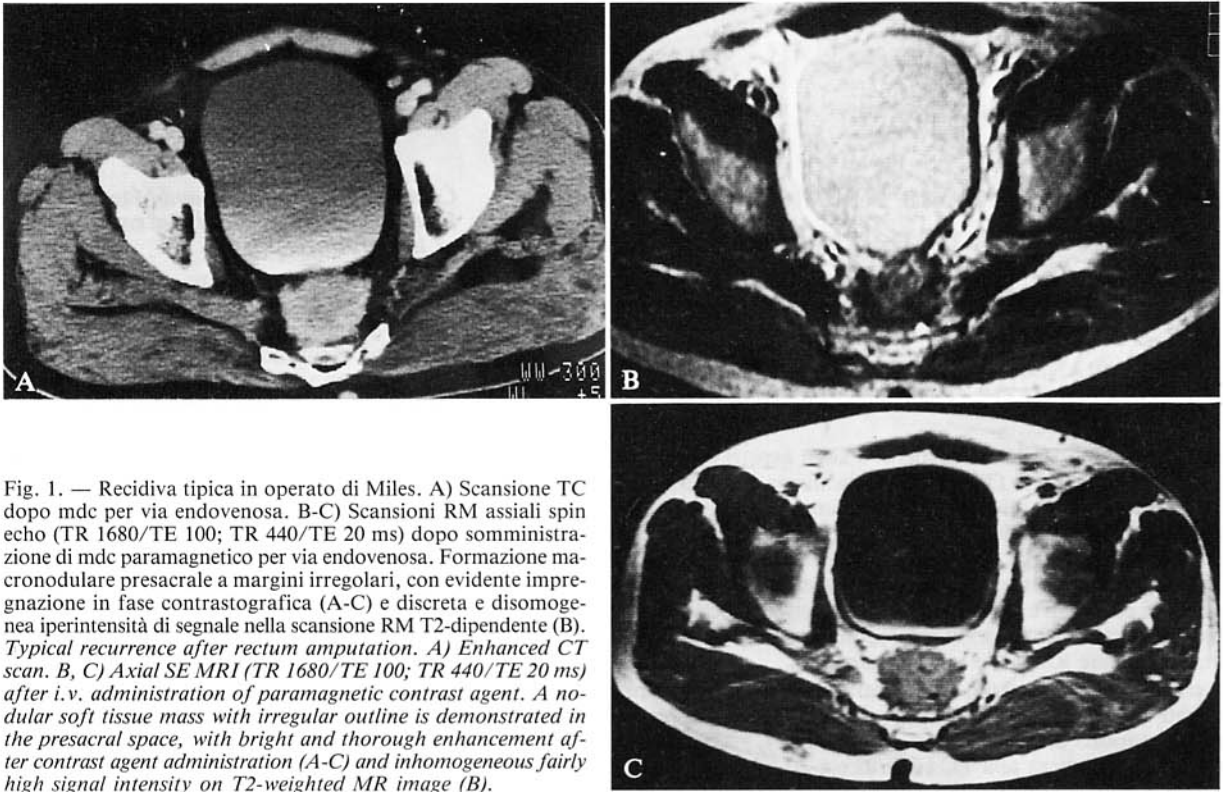 A
WW 300
WL +5
B
C
Fig. 1. — Recidiva tipica in operato di Miles. A) Scansione TC
dopo mdc per via endovenosa. B-C) Scansioni RM assiali spin
echo (TR 1680/TE 100; TR 440/TE 20 ms) dopo somministra-
zione di mdc paramagnetico per via endovenosa. Formazione ma-
cronodulare presacrale a margini irregolari, con evidente impre-
gnazione in fase contrastografica (A-C) e discreta e disomoge-
nea iperintensità di segnale nella scansione RM T2-dipendente (B).
Typical recurrence after rectum amputation. A) Enhanced CT
scan. B, C) Axial SE MRI (TR 1680/TE 100; TR 440/TE 20 ms)
after i.v. administration of paramagnetic contrast agent. A no-
dular soft tissue mass with irregular outline is demonstrated in
the presacral space, with bright and thorough enhancement af-
ter contrast agent administration (A-C) and inhomogeneous fairly
high signal intensity on T2-weighted MR image (B).